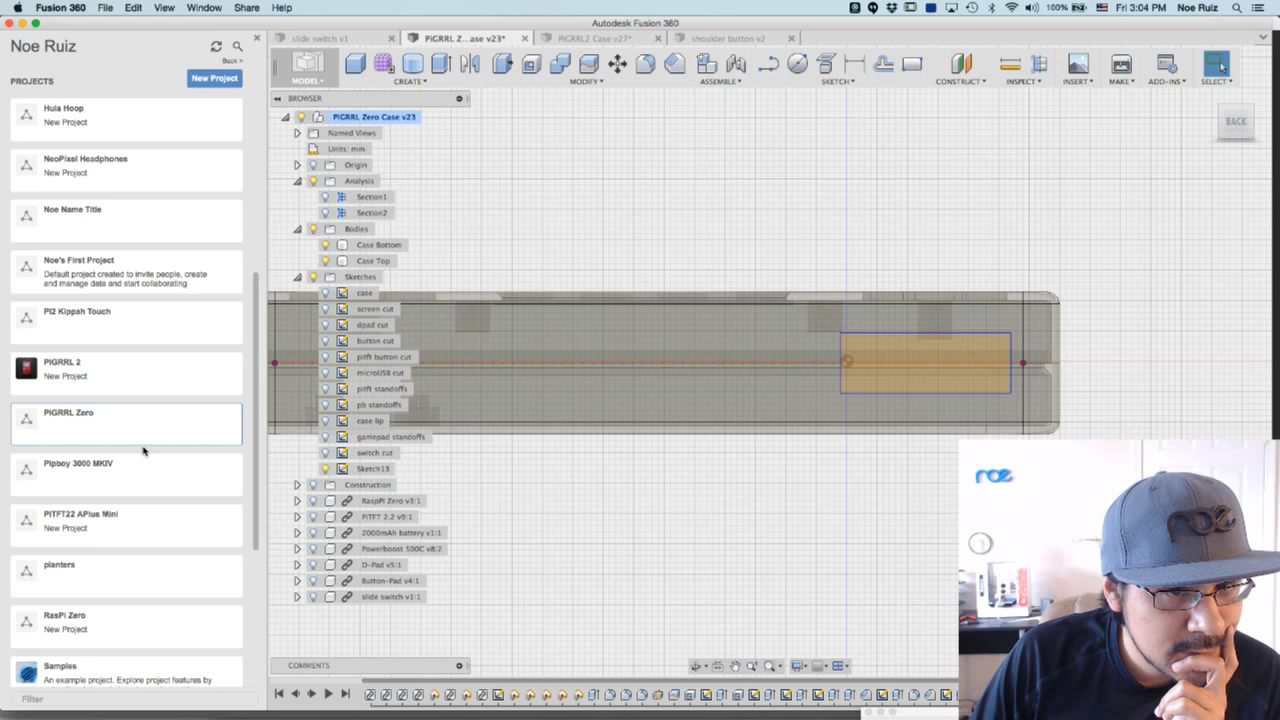 Fusion 360 File Edit View Window Share Help
100% Fri 3:04 PM Noe Ruiz
Autodesk Fusion 360
Noe Ruiz
Back >
PROJECTS
New Project
Hula Hoop
New Project
NeoPixel Headphones
New Project
Noe Name Title
Noe's First Project
Default project created to invite people, create
and manage data and start collaborating
PI2 Kippah Touch
PIGRRL 2
New Project
PIGRRL Zero
Pipboy 3000 MKIV
PITFT22 APlus Mini
New Project
planters
RasPi Zero
New Project
Samples
An example project. Explore project features by
Filter
slide switch v1
PiGRRL Z...ase v23*
PiGRRL2 Case v27*
shoulder button v2
MODEL
CREATE
MODIFY
ASSEMBLE
SKETCH
CONSTRUCT
INSPECT
INSERT
MAKE
ADD-INS
SELECT
BROWSER
PiGRRL Zero Case v23
Named Views
Units: mm
Origin
Analysis
Section1
Section2
Bodies
Case Bottom
Case Top
Sketches
case
screen cut
dpad cut
button cut
pitft button cut
microUSB cut
pitft standoffs
pb standoffs
case lip
gamepad standoffs
switch cut
Sketch13
Construction
RaspPi Zero v3:1
PiTFT 2.2 v9:1
2000mAh battery v1:1
Powerboost 500C v8:2
D-Pad v5:1
Button-Pad v4:1
slide switch v1:1
COMMENTS
BACK
noe
noe